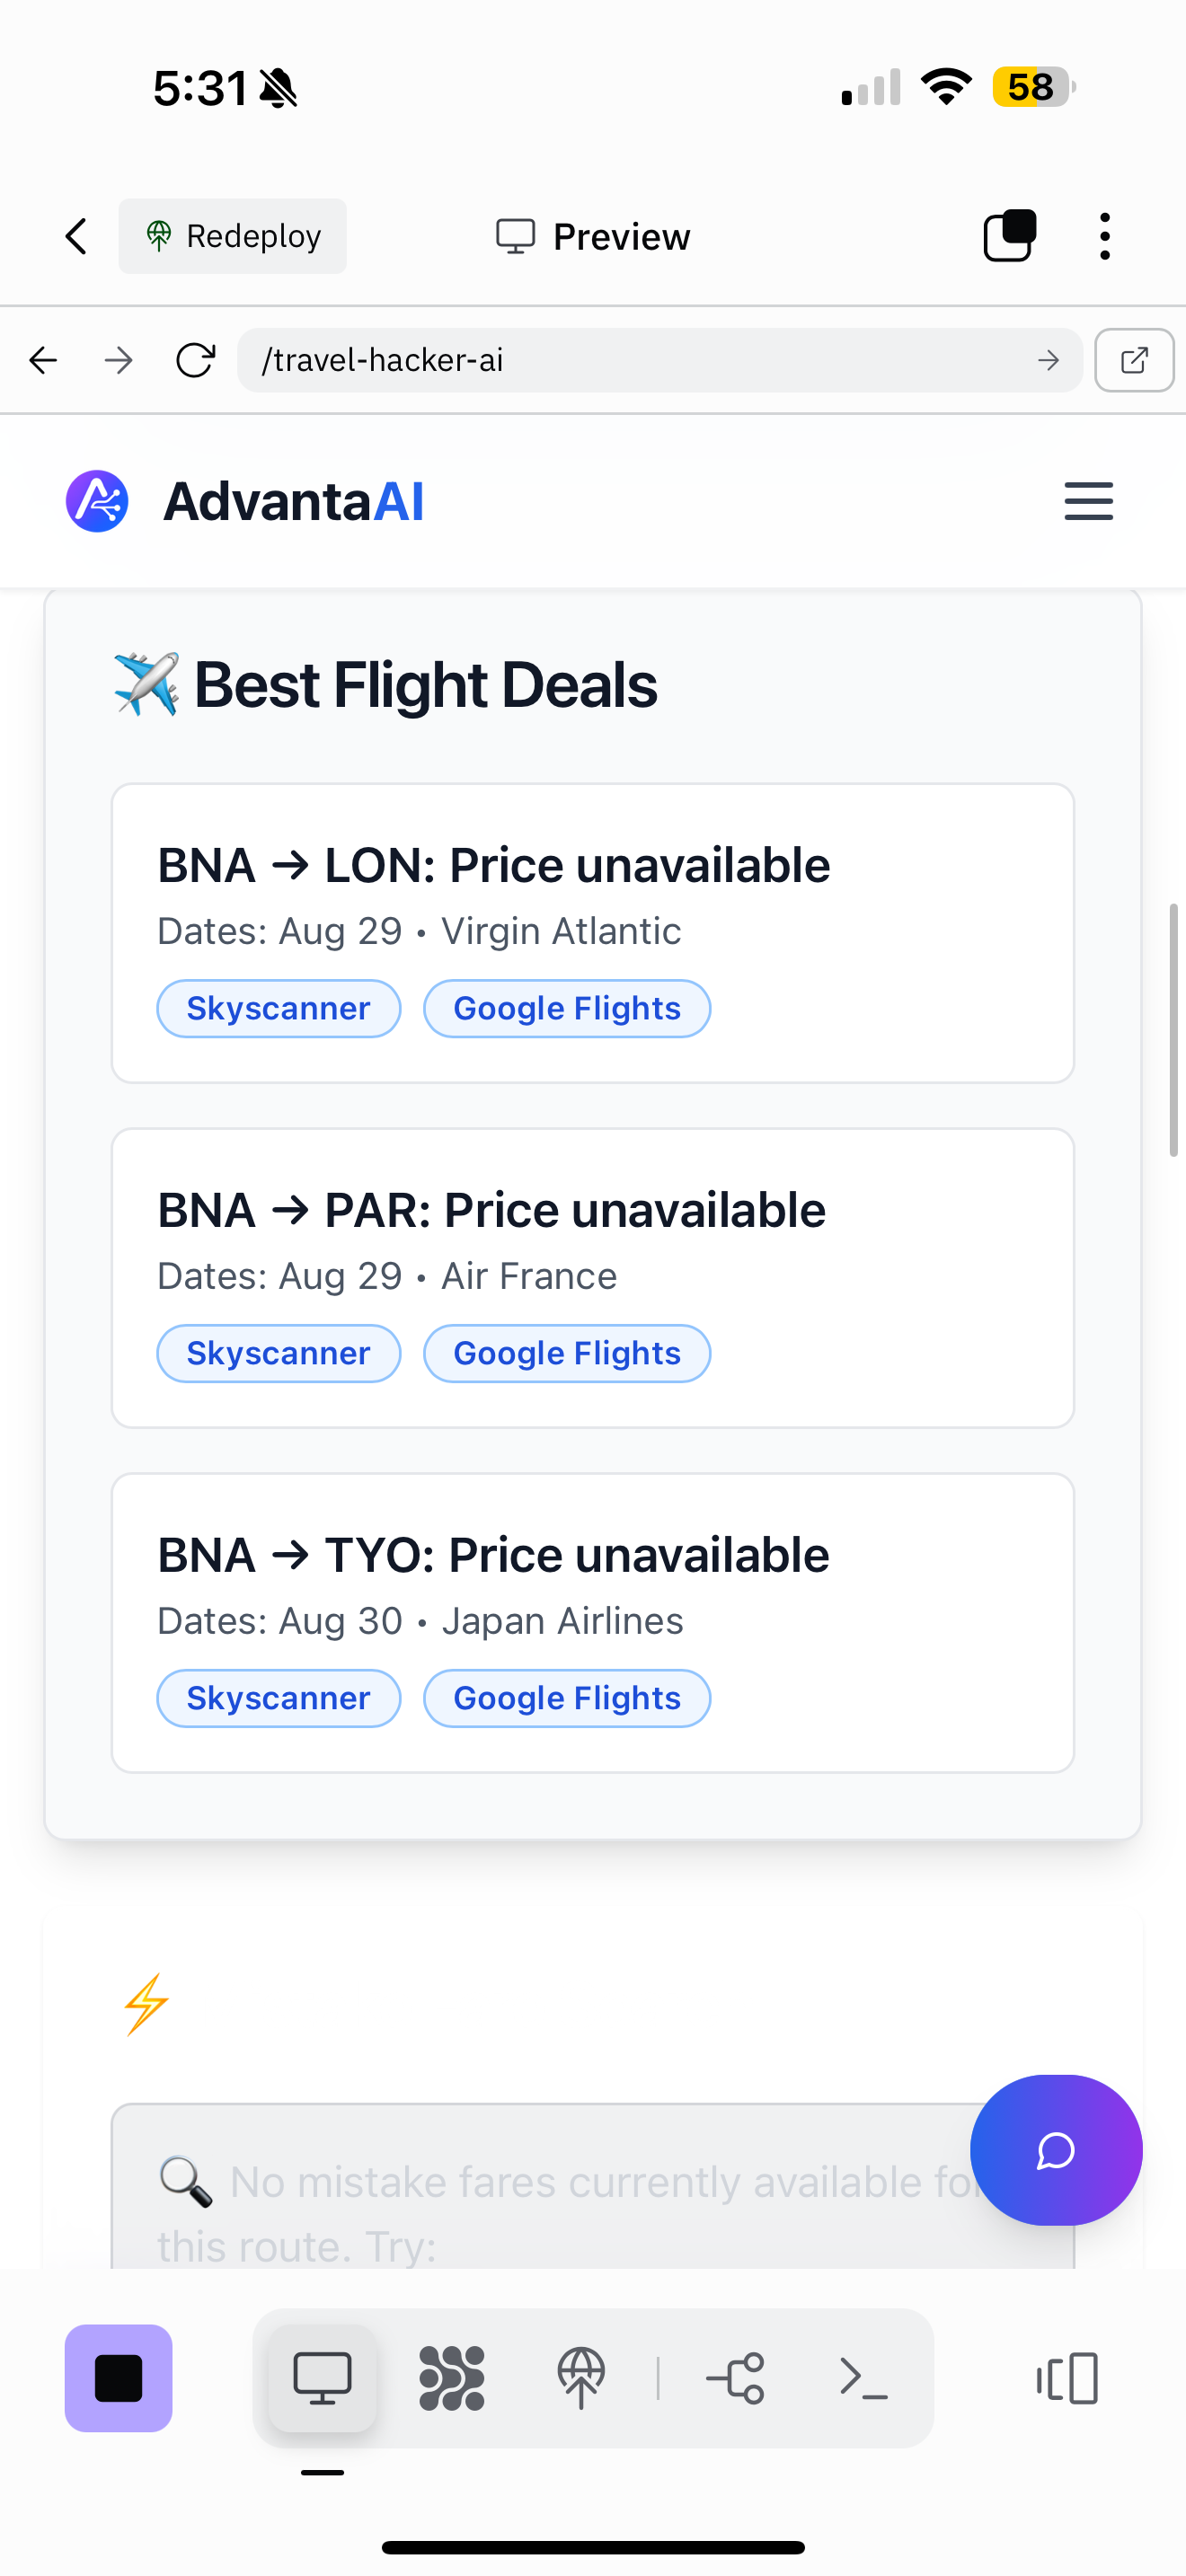 5:31
58
Redeploy
Preview
/travel-hacker-ai
AdvantaAI
✈️ Best Flight Deals
BNA → LON: Price unavailable
Dates: Aug 29 • Virgin Atlantic
Skyscanner Google Flights
BNA → PAR: Price unavailable
Dates: Aug 29 • Air France
Skyscanner Google Flights
BNA → TYO: Price unavailable
Dates: Aug 30 • Japan Airlines
Skyscanner Google Flights
⚡
🔍 No mistake fares currently available for
this route. Try: